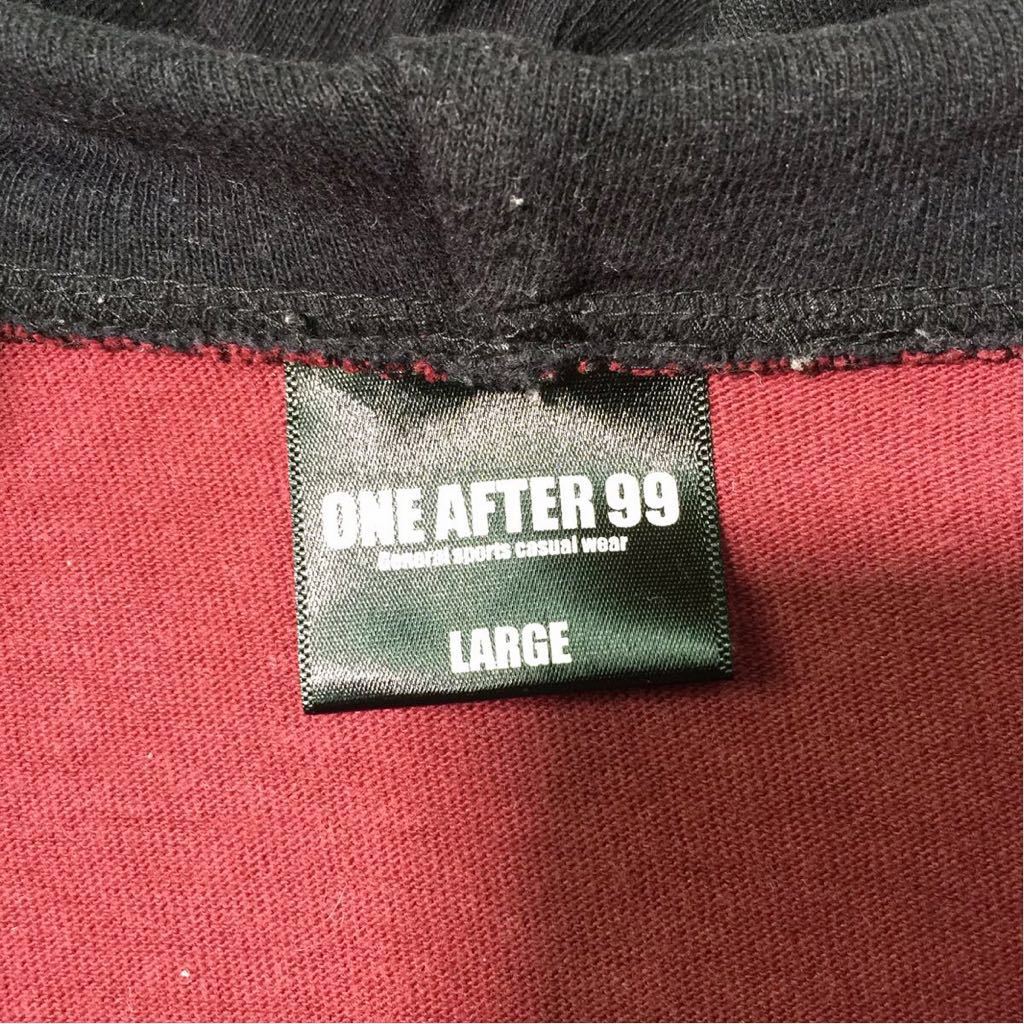 ONE AFTER 99
General sports casual wear
LARGE